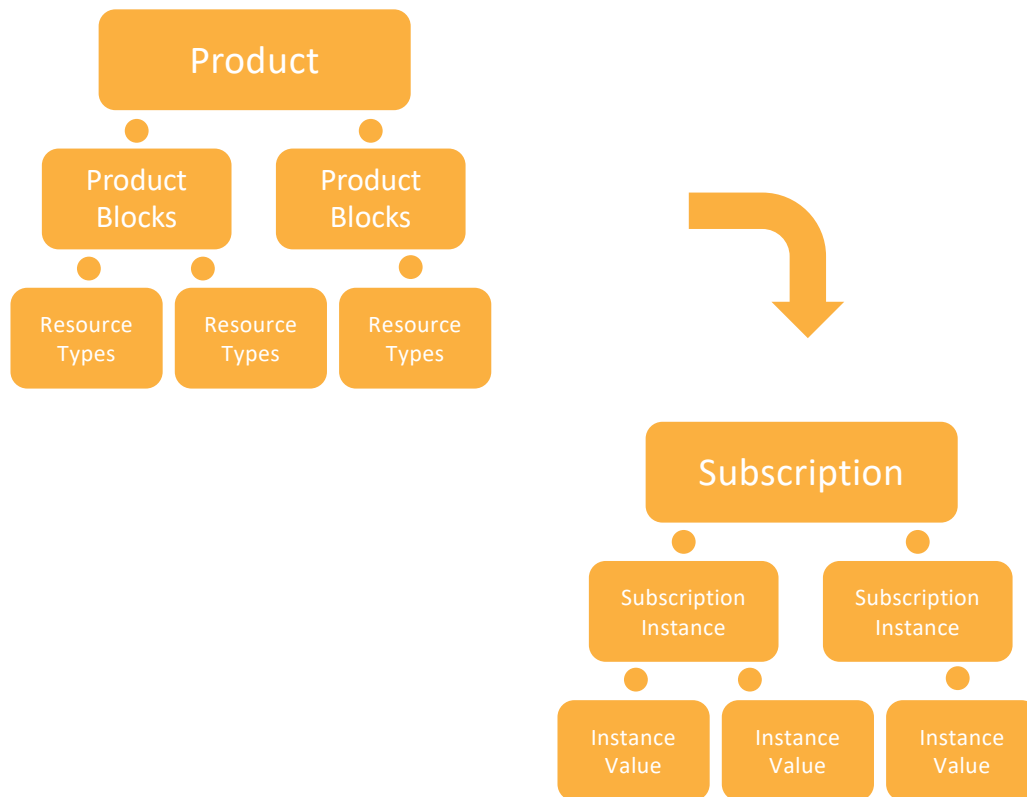 Product
Product
Blocks
Product
Blocks
Resource
Types
Resource
Types
Resource
Types
Subscription
Subscription
Instance
Subscription
Instance
Instance
Value
Instance
Value
Instance
Value